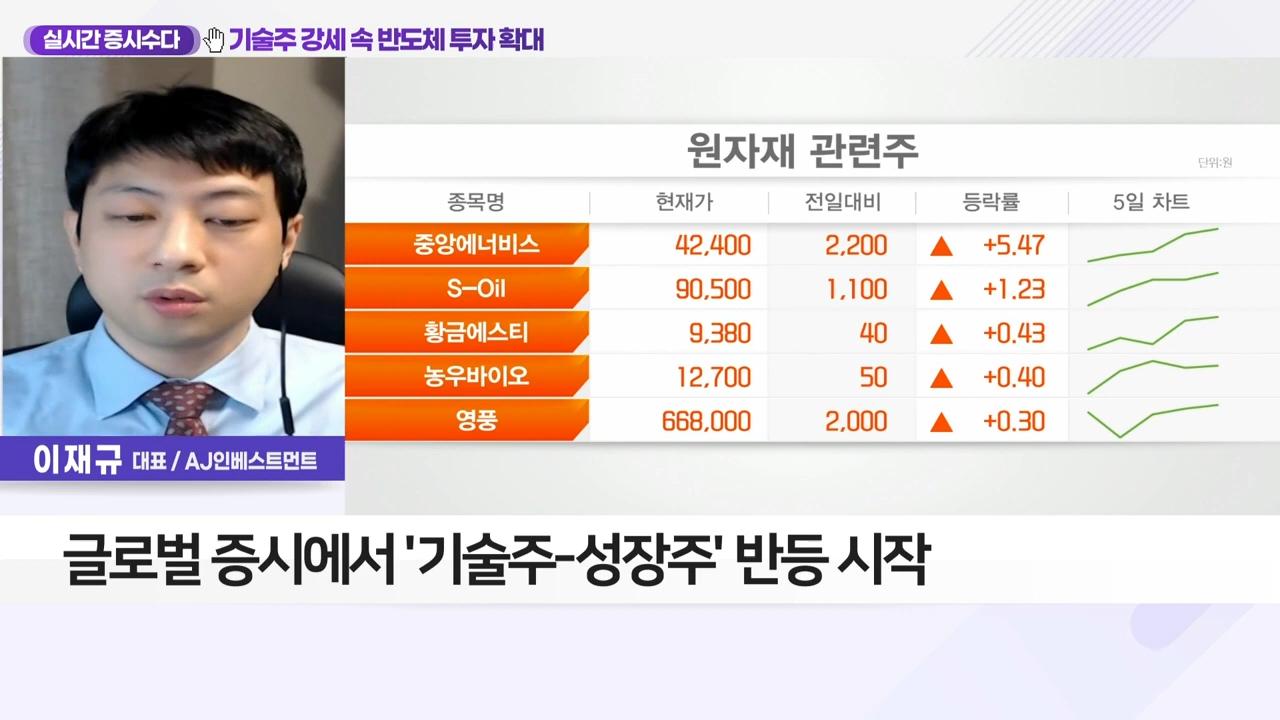 실시간 증시수다 기술주 강세 속 반도체 투자 확대
원자재 관련주
단위:원
종목명 현재가 전일대비 등락률 5일 차트
중앙에너비스 42,400 2,200 ▲ +5.47
S-Oil 90,500 1,100 ▲ +1.23
황금에스티 9,380 40 ▲ +0.43
농우바이오 12,700 50 ▲ +0.40
영풍 668,000 2,000 ▲ +0.30
이재규 대표 / AJ인베스트먼트
글로벌 증시에서 '기술주-성장주' 반등 시작